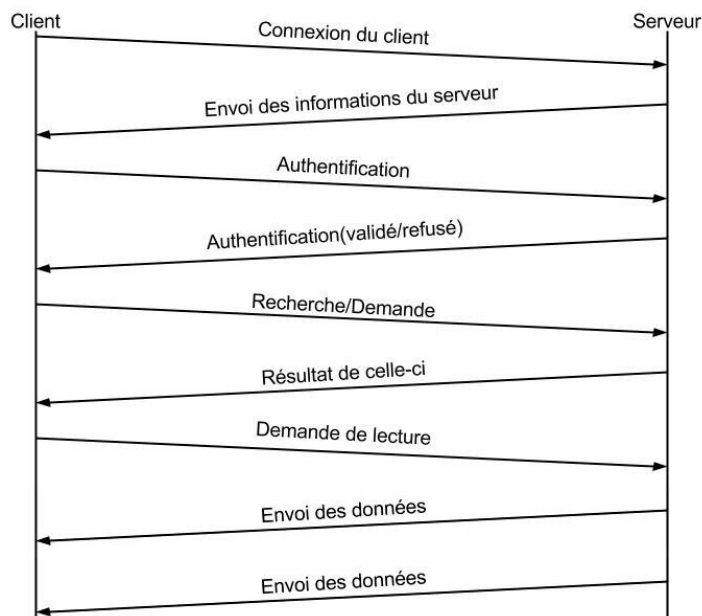 Client
Serveur
Connexion du client
Envoi des informations du serveur
Authentification
Authentification(validé/refusé)
Recherche/Demande
Résultat de celle-ci
Demande de lecture
Envoi des données
Envoi des données